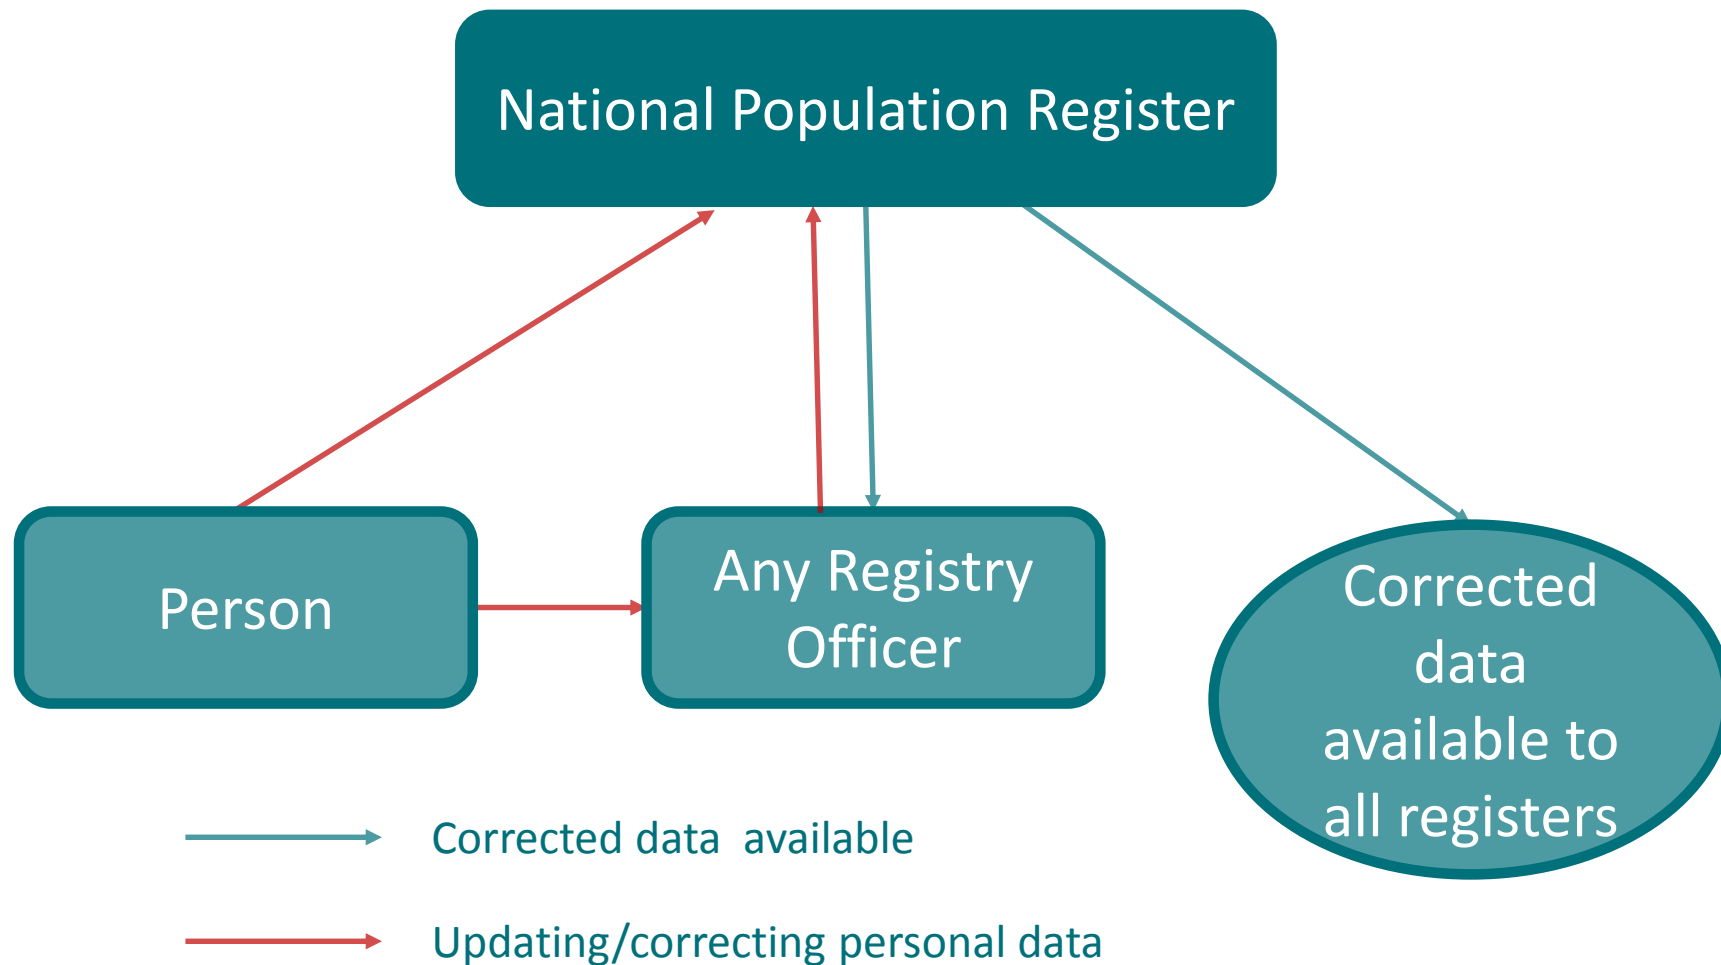 National Population Register
Person
Any Registry
Officer
Corrected
data
available to
all registers
Corrected data  available
Updating/correcting personal data